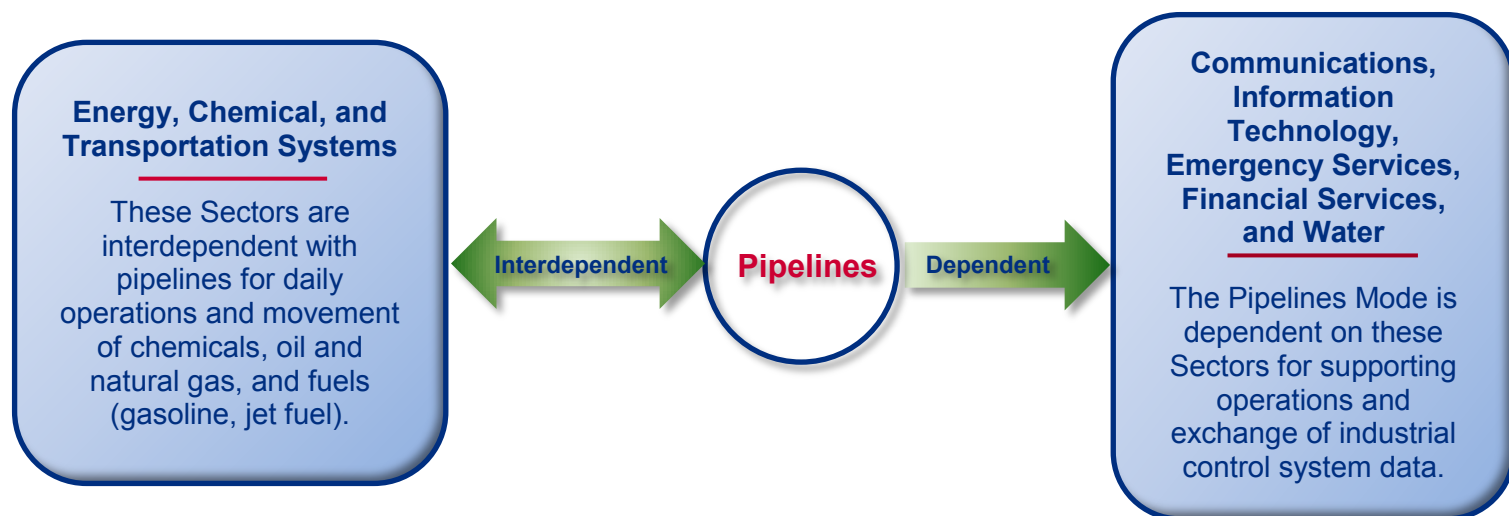 Energy, Chemical, and
Transportation Systems
These Sectors are
interdependent with
pipelines for daily
operations and movement
of chemicals, oil and
natural gas, and fuels
(gasoline, jet fuel).
Interdependent
Pipelines
Dependent
Communications,
Information
Technology,
Emergency Services,
Financial Services,
and Water
The Pipelines Mode is
dependent on these
Sectors for supporting
operations and
exchange of industrial
control system data.